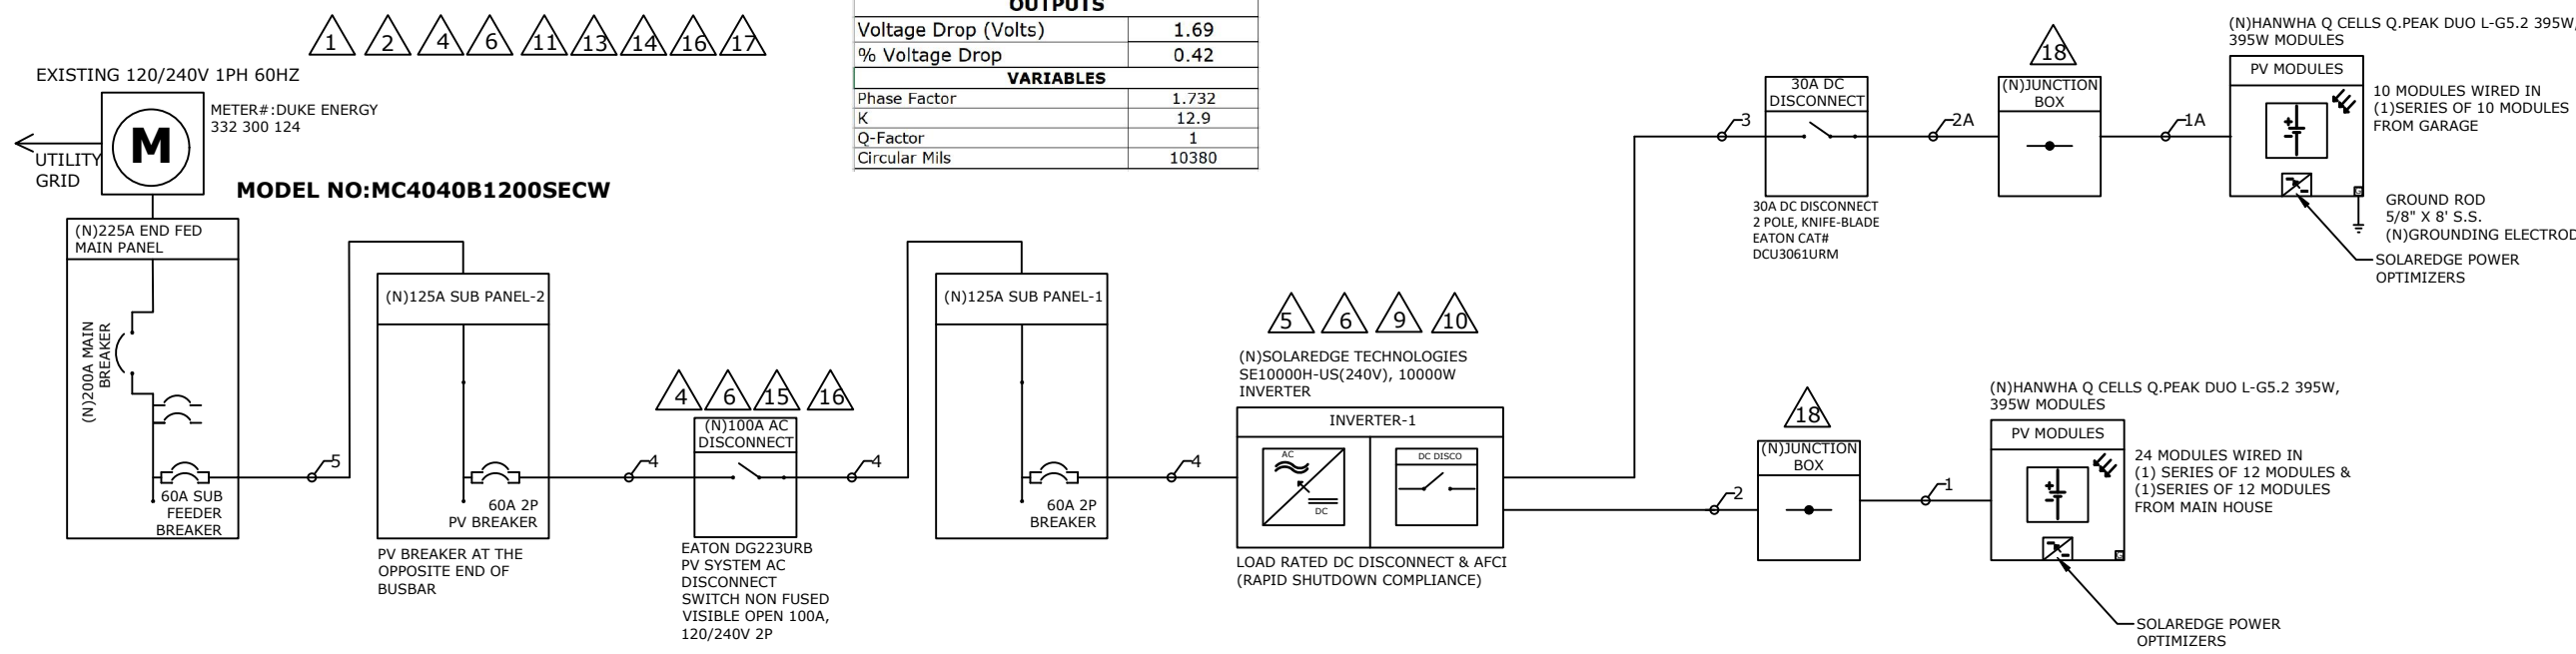 1 2 4 6 11 13 14 16 17
EXISTING 120/240V 1PH 60HZ
M
METER#:DUKE ENERGY
332 300 124
UTILITY
GRID
MODEL NO:MC4040B1200SECW
OUTPUTS
Voltage Drop (Volts) 1.69
% Voltage Drop 0.42
VARIABLES
Phase Factor 1.732
K 12.9
Q-Factor 1
Circular Mils 10380
(N)225A END FED
MAIN PANEL
(N)200A MAIN
BREAKER
60A SUB
FEEDER
BREAKER
5
(N)125A SUB PANEL-2
60A 2P
PV BREAKER
PV BREAKER AT THE
OPPOSITE END OF
BUSBAR
4
4 6 15 16
(N)100A AC
DISCONNECT
EATON DG223URB
PV SYSTEM AC
DISCONNECT
SWITCH NON FUSED
VISIBLE OPEN 100A,
120/240V 2P
4
(N)125A SUB PANEL-1
60A 2P
BREAKER
4
5 6 9 10
(N)SOLAREDGE TECHNOLOGIES
SE10000H-US(240V), 10000W
INVERTER
INVERTER-1
AC
DC
DC DISCO
LOAD RATED DC DISCONNECT & AFCI
(RAPID SHUTDOWN COMPLIANCE)
3
30A DC
DISCONNECT
30A DC DISCONNECT
2 POLE, KNIFE-BLADE
EATON CAT#
DCU3061URM
2A
18
(N)JUNCTION
BOX
1A
(N)HANWHA Q CELLS Q.PEAK DUO L-G5.2 395W,
395W MODULES
PV MODULES
10 MODULES WIRED IN
(1)SERIES OF 10 MODULES
FROM GARAGE
G
GROUND ROD
5/8" X 8' S.S.
(N)GROUNDING ELECTROD
SOLAREDGE POWER
OPTIMIZERS
2
18
(N)JUNCTION
BOX
1
(N)HANWHA Q CELLS Q.PEAK DUO L-G5.2 395W,
395W MODULES
PV MODULES
24 MODULES WIRED IN
(1) SERIES OF 12 MODULES &
(1)SERIES OF 12 MODULES
FROM MAIN HOUSE
G
SOLAREDGE POWER
OPTIMIZERS